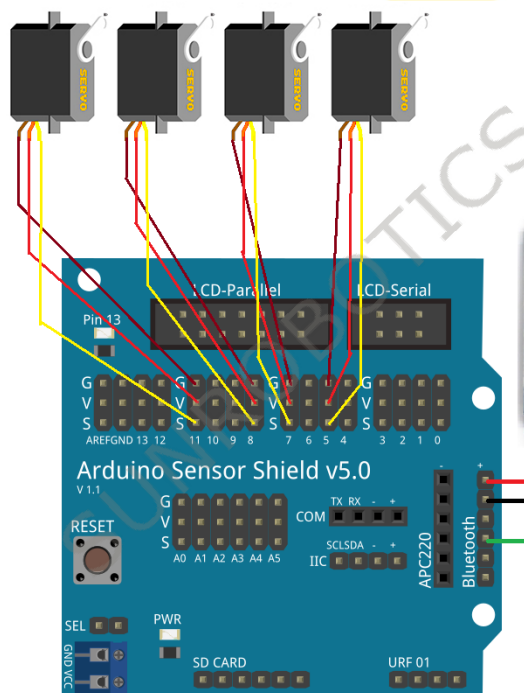 SERVO SERVO SERVO SERVO
SUNROBOTICS
LCD-Parallel LCD-Serial
Pin 13
G G G G
V V V V
S S S S
AREF GND 13 12 11 10 9 8 7 6 5 4 3 2 1 0
Arduino Sensor Shield v5.0
V 1.1
- +
RESET
G
V
S
A0 A1 A2 A3 A4 A5
TX RX - +
COM
SCL SDA - +
IIC
APC220
Bluetooth
SEL
PWR
GND VCC
SD CARD
URF 01